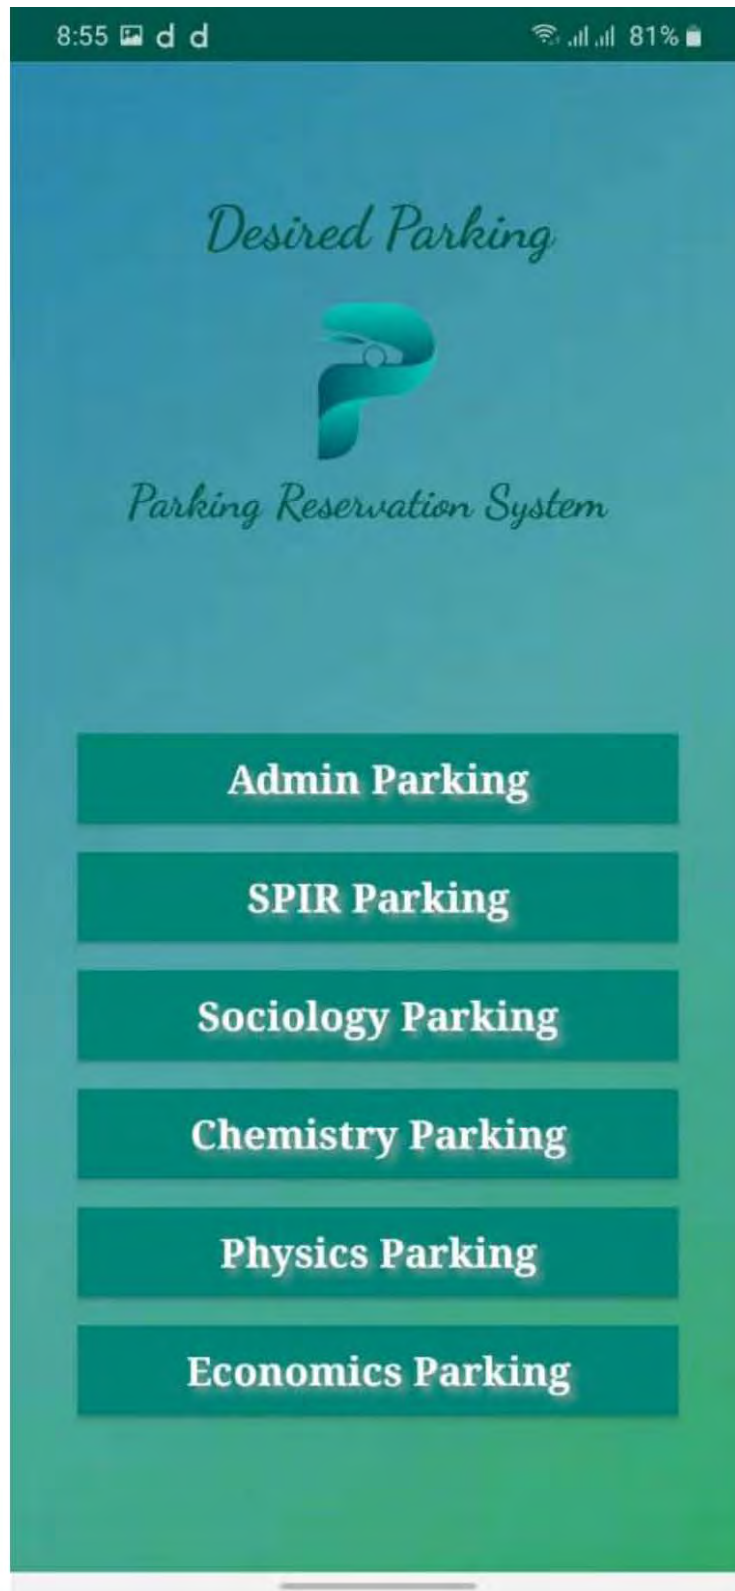 8:55 d d 81%
Desired Parking
Parking Reservation System
Admin Parking
SPIR Parking
Sociology Parking
Chemistry Parking
Physics Parking
Economics Parking